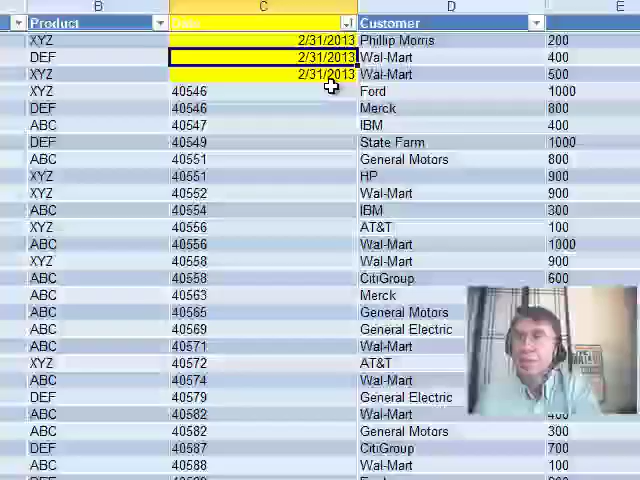 B C D E
Product Date Customer
XYZ 2/31/2013 Phillip Morris 200
DEF 2/31/2013 Wal-Mart 400
XYZ 2/31/2013 Wal-Mart 500
XYZ 40546 Ford 1000
DEF 40546 Merck 800
ABC 40547 IBM 400
DEF 40549 State Farm 1000
ABC 40551 General Motors 800
XYZ 40551 HP 900
XYZ 40552 Wal-Mart 900
ABC 40554 IBM 300
XYZ 40556 AT&T 100
ABC 40556 Wal-Mart 1000
XYZ 40558 Wal-Mart 900
ABC 40558 CitiGroup 600
ABC 40563 Merck
ABC 40565 General Motors
ABC 40569 General Electric
ABC 40571 Wal-Mart
XYZ 40572 AT&T
ABC 40574 Wal-Mart
DEF 40579 General Electric
ABC 40582 Wal-Mart 400
ABC 40582 General Motors 300
DEF 40587 CitiGroup 700
ABC 40588 Wal-Mart 100